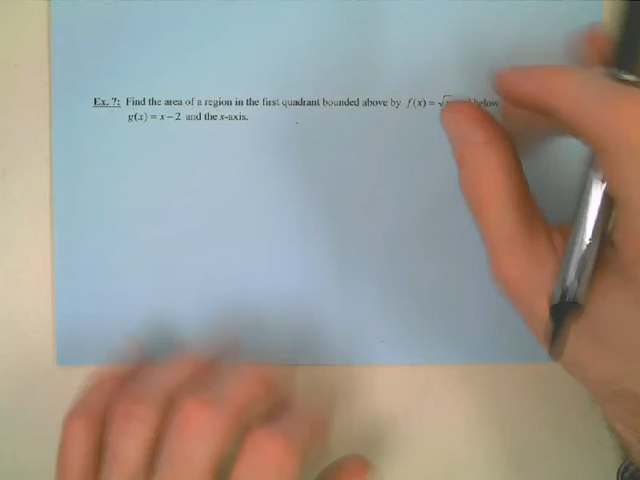 Ex. 7: Find the area of a region in the first quadrant bounded above by f(x) = √ below
g(x) = x – 2 and the x-axis.